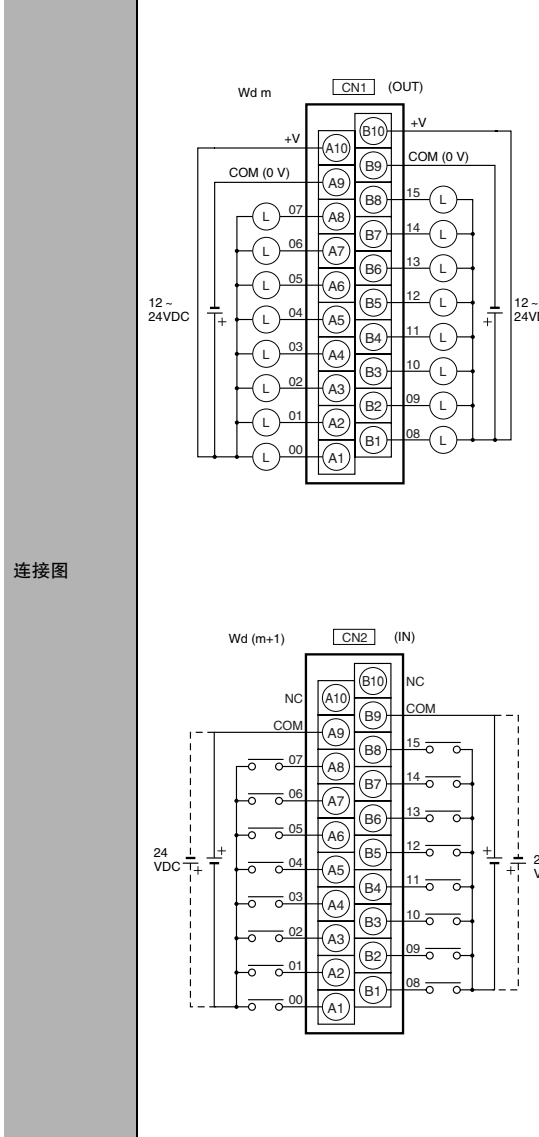 Wd m CN1 (OUT)
B10 +V
+V A10
B9 COM (0 V)
COM (0 V) A9
B8 15 L
L 07 A8
B7 14 L
L 06 A7
B6 13 L
L 05 A6
B5 12 L
12 ~
24VDC
+
L 04 A5
+
12 ~
B4 11 L
L 03 A4
B3 10 L
L 02 A3
B2 09 L
L 01 A2
B1 08 L
L 00 A1
连接图
Wd (m+1) CN2 (IN)
B10 NC
NC A10
B9 COM
COM A9
B8 15
07 A8
B7 14
06 A7
B6 13
05 A6
B5 12
24
VDC
+
+
04 A5
+
+
B4 11
03 A4
B3 10
02 A3
B2 09
01 A2
B1 08
00 A1